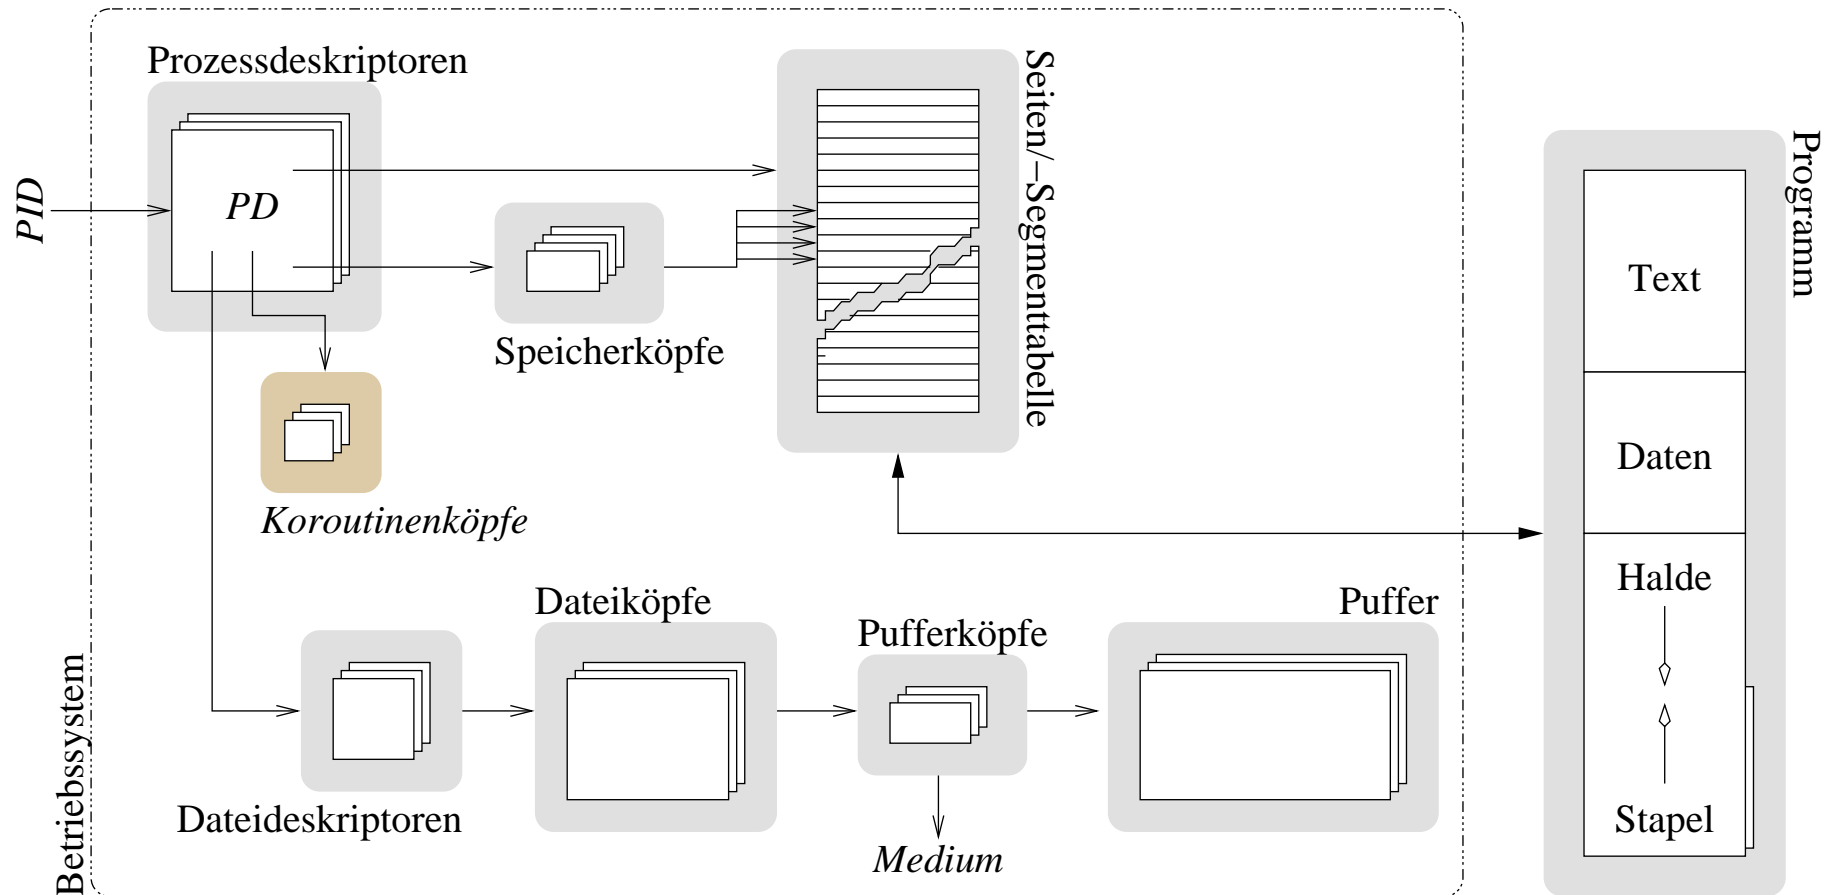 Prozessdeskriptoren
PID
PD
Seiten/−Segmenttabelle
Programm
Text
Speicherköpfe
Daten
Koroutinenköpfe
Halde
Dateiköpfe
Puffer
Pufferköpfe
Betriebssystem
Dateideskriptoren
Stapel
Medium